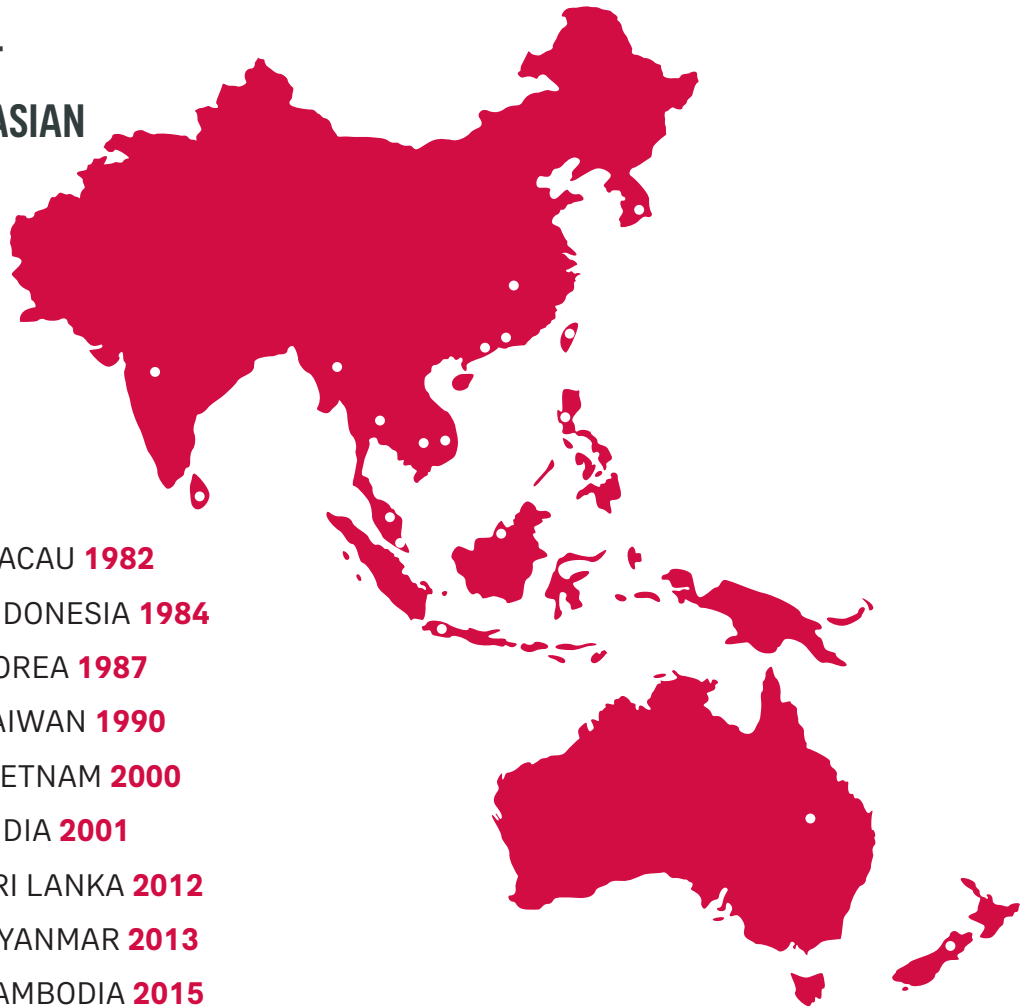 ASIAN
ACAU 1982
DONESIA 1984
OREA 1987
AIWAN 1990
ETNAM 2000
DIA 2001
RI LANKA 2012
YANMAR 2013
AMBODIA 2015